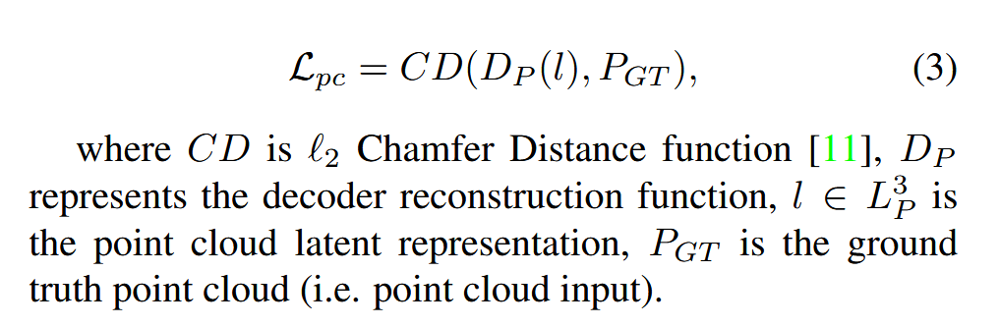 $\mathcal{L}_{pc} = CD(D_P(l), P_{GT}),$ (3)
where $CD$ is $\ell_2$ Chamfer Distance function [11], $D_P$
represents the decoder reconstruction function, $l \in L_P^3$ is
the point cloud latent representation, $P_{GT}$ is the ground
truth point cloud (i.e. point cloud input).